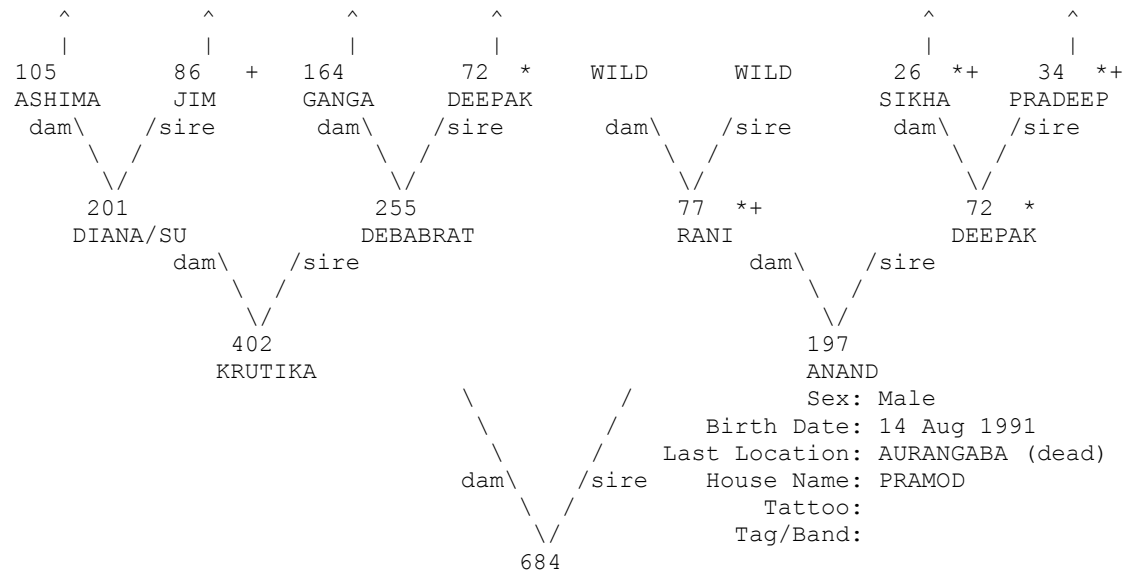 ^ ^ ^ ^ ^ ^
| | | | | |
105 86 + 164 72 * WILD WILD 26 *+ 34 *+
ASHIMA JIM GANGA DEEPAK SIKHA PRADEEP
dam\ /sire dam\ /sire dam\ /sire dam\ /sire
\ / \ / \ / \ /
\/ \/ \/ \/
201 255 77 *+ 72 *
DIANA/SU DEBABRAT RANI DEEPAK
dam\ /sire dam\ /sire
\ / \ /
\/ \/
402 197
KRUTIKA ANAND
\ / Sex: Male
\ / Birth Date: 14 Aug 1991
\ / Last Location: AURANGABA (dead)
dam\ /sire House Name: PRAMOD
\ / Tattoo:
\/ Tag/Band:
684